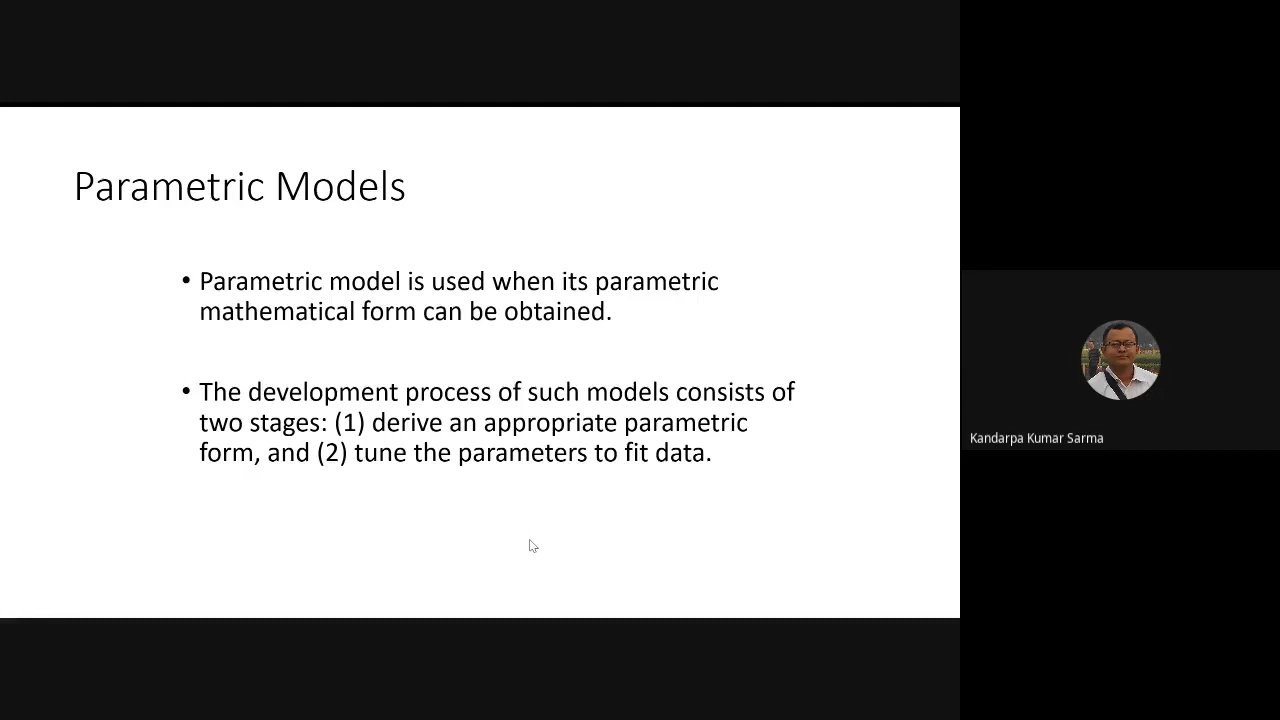 Parametric Models
• Parametric model is used when its parametric
mathematical form can be obtained.
• The development process of such models consists of
two stages: (1) derive an appropriate parametric
form, and (2) tune the parameters to fit data.
Kandarpa Kumar Sarma